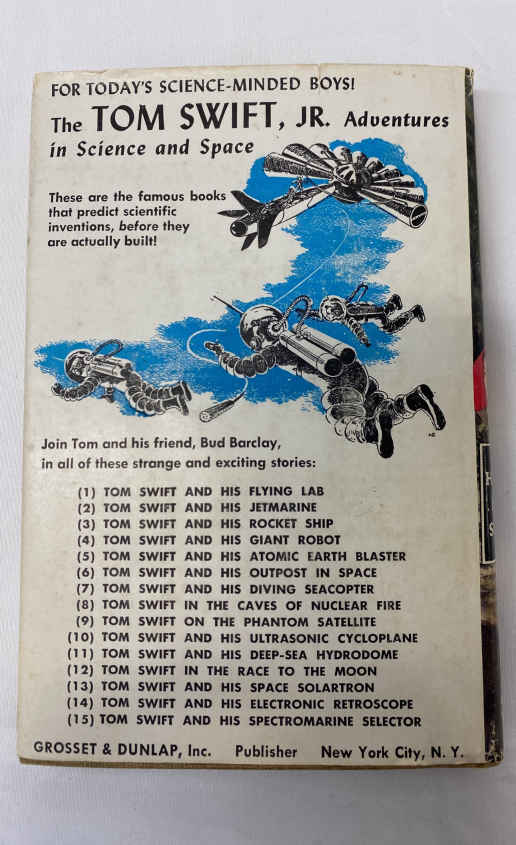 FOR TODAY'S SCIENCE-MINDED BOYS!
The TOM SWIFT, JR. Adventures
in Science and Space
These are the famous books
that predict scientific
inventions, before they
are actually built!
Join Tom and his friend, Bud Barclay,
in all of these strange and exciting stories:
(1) TOM SWIFT AND HIS FLYING LAB
(2) TOM SWIFT AND HIS JETMARINE
(3) TOM SWIFT AND HIS ROCKET SHIP
(4) TOM SWIFT AND HIS GIANT ROBOT
(5) TOM SWIFT AND HIS ATOMIC EARTH BLASTER
(6) TOM SWIFT AND HIS OUTPOST IN SPACE
(7) TOM SWIFT AND HIS DIVING SEACOPTER
(8) TOM SWIFT IN THE CAVES OF NUCLEAR FIRE
(9) TOM SWIFT ON THE PHANTOM SATELLITE
(10) TOM SWIFT AND HIS ULTRASONIC CYCLOPLANE
(11) TOM SWIFT AND HIS DEEP-SEA HYDRODOME
(12) TOM SWIFT IN THE RACE TO THE MOON
(13) TOM SWIFT AND HIS SPACE SOLARTRON
(14) TOM SWIFT AND HIS ELECTRONIC RETROSCOPE
(15) TOM SWIFT AND HIS SPECTROMARINE SELECTOR
GROSSET & DUNLAP, Inc. Publisher New York City, N. Y.